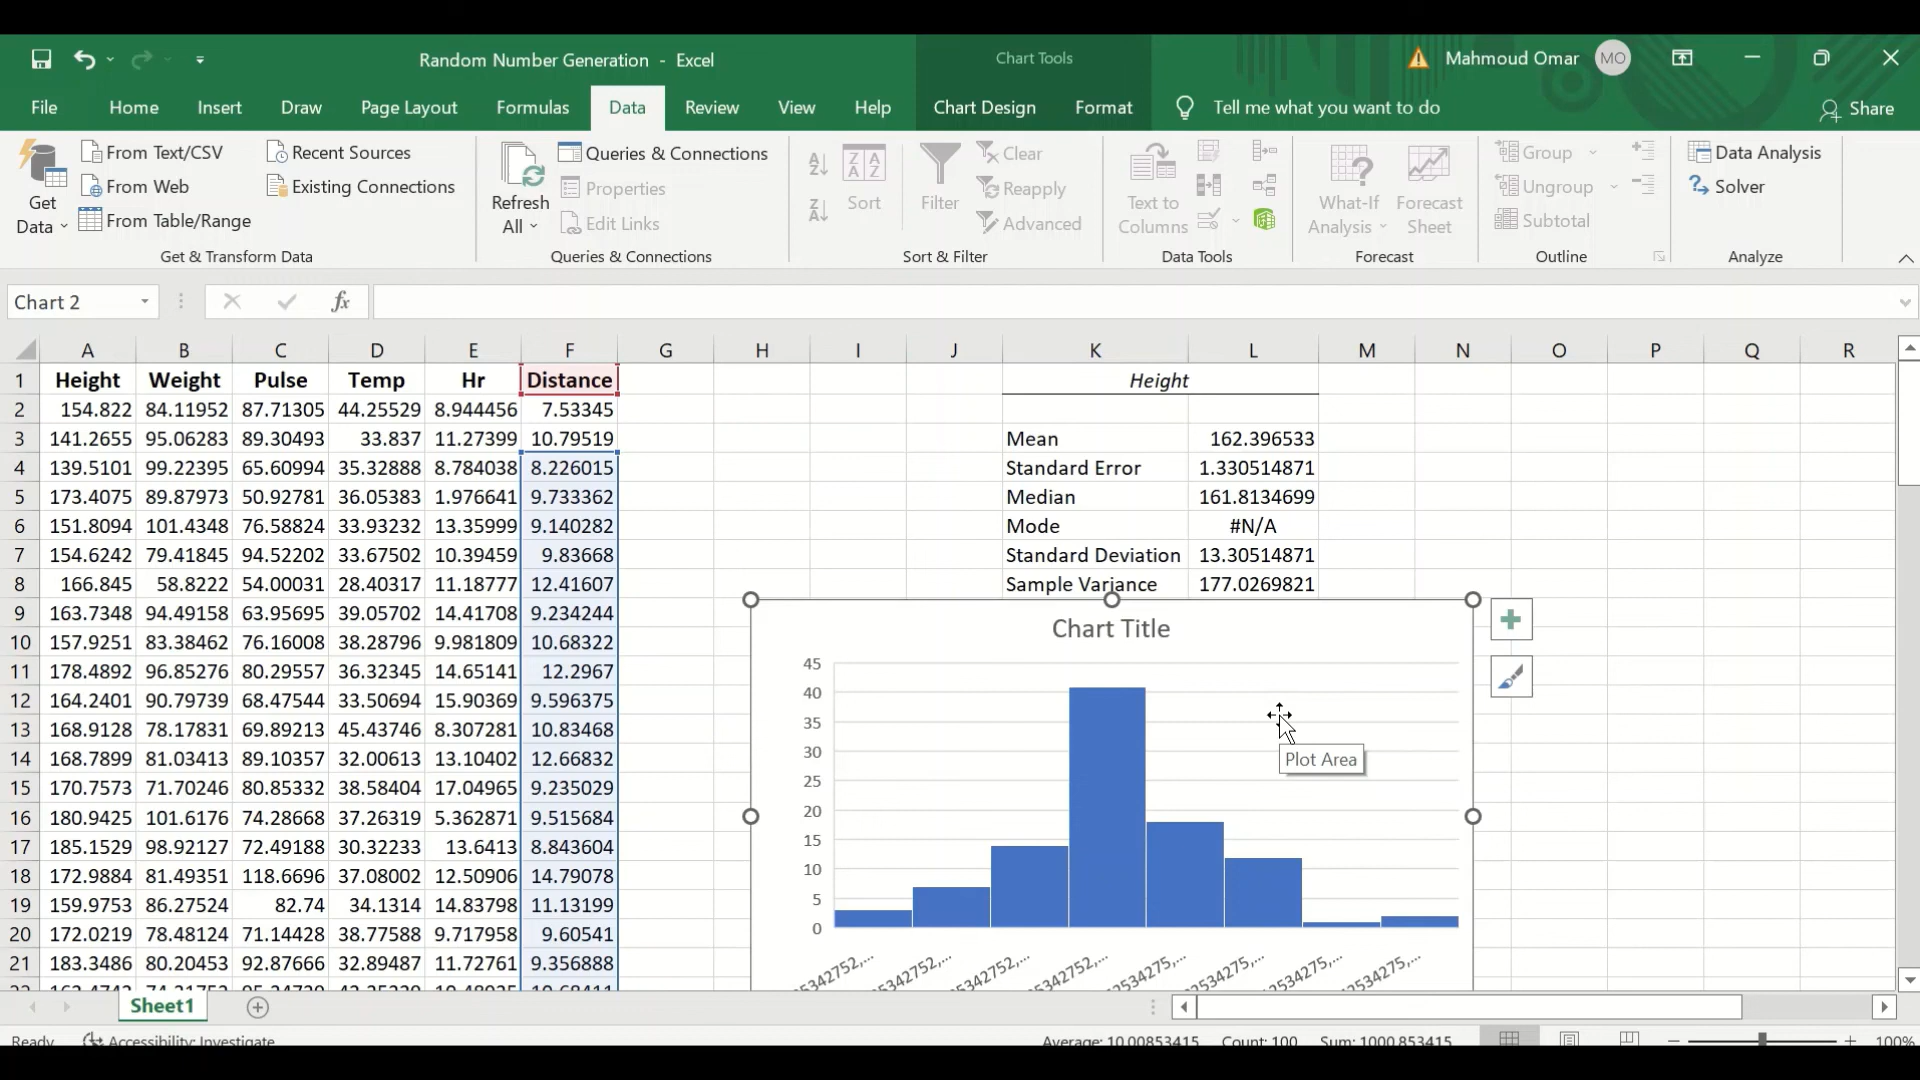 Random Number Generation - Excel
Chart Tools
Mahmoud Omar
MO
File Home Insert Draw Page Layout Formulas Data Review View Help Chart Design Format Tell me what you want to do Share
Get Data
From Text/CSV
From Web
From Table/Range
Recent Sources
Existing Connections
Get & Transform Data
Refresh All
Queries & Connections
Properties
Edit Links
Queries & Connections
Sort
Filter
Clear
Reapply
Advanced
Sort & Filter
Text to Columns
Data Tools
What-If Analysis
Forecast Sheet
Forecast
Group
Ungroup
Subtotal
Outline
Data Analysis
Solver
Analyze
Chart 2
fx
A B C D E F G H I J K L M N O P Q R
1 Height Weight Pulse Temp Hr Distance Height
2 154.822 84.11952 87.71305 44.25529 8.944456 7.53345
3 141.2655 95.06283 89.30493 33.837 11.27399 10.79519 Mean 162.396533
4 139.5101 99.22395 65.60994 35.32888 8.784038 8.226015 Standard Error 1.330514871
5 173.4075 89.87973 50.92781 36.05383 1.976641 9.733362 Median 161.8134699
6 151.8094 101.4348 76.58824 33.93232 13.35999 9.140282 Mode #N/A
7 154.6242 79.41845 94.52202 33.67502 10.39459 9.83668 Standard Deviation 13.30514871
8 166.845 58.8222 54.00031 28.40317 11.18777 12.41607 Sample Variance 177.0269821
9 163.7348 94.49158 63.95695 39.05702 14.41708 9.234244
10 157.9251 83.38462 76.16008 38.28796 9.981809 10.68322
11 178.4892 96.85276 80.29557 36.32345 14.65141 12.2967
12 164.2401 90.79739 68.47544 33.50694 15.90369 9.596375
13 168.9128 78.17831 69.89213 45.43746 8.307281 10.83468
14 168.7899 81.03413 89.10357 32.00613 13.10402 12.66832
15 170.7573 71.70246 80.85332 38.58404 17.04965 9.235029
16 180.9425 101.6176 74.28668 37.26319 5.362871 9.515684
17 185.1529 98.92127 72.49188 30.32233 13.6413 8.843604
18 172.9884 81.49351 118.6696 37.08002 12.50906 14.79078
19 159.9753 86.27524 82.74 34.1314 14.83798 11.13199
20 172.0219 78.48124 71.14428 38.77588 9.717958 9.60541
21 183.3486 80.20453 92.87666 32.89487 11.72761 9.356888
Chart Title
45
40
35
30
25
20
15
10
5
0
Plot Area
5342752,...
5342752,...
5342752,...
5342752,...
534275,...
534275,...
534275,...
534275,...
Sheet1
Ready
Accessibility: Investigate
Average: 10.00853415 Count: 100 Sum: 1000.853415
100%